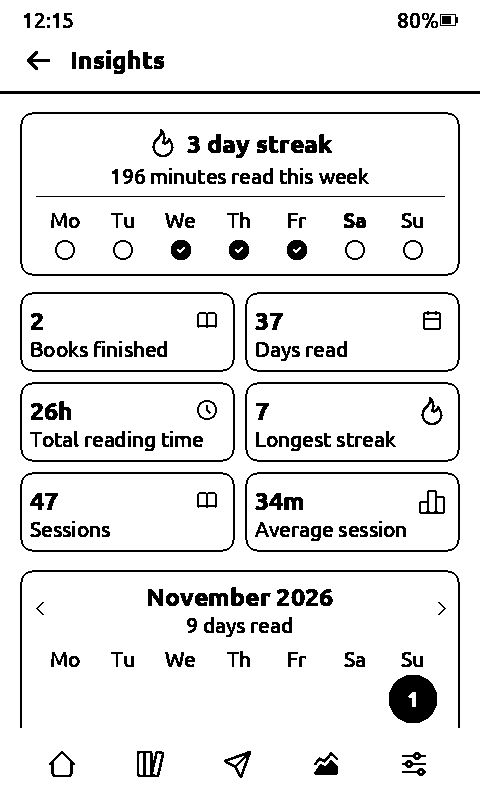 12:15
80%
Insights
3 day streak
196 minutes read this week
Mo Tu We Th Fr Sa Su
2
Books finished
37
Days read
26h
Total reading time
7
Longest streak
47
Sessions
34m
Average session
November 2026
9 days read
Mo Tu We Th Fr Sa Su
1